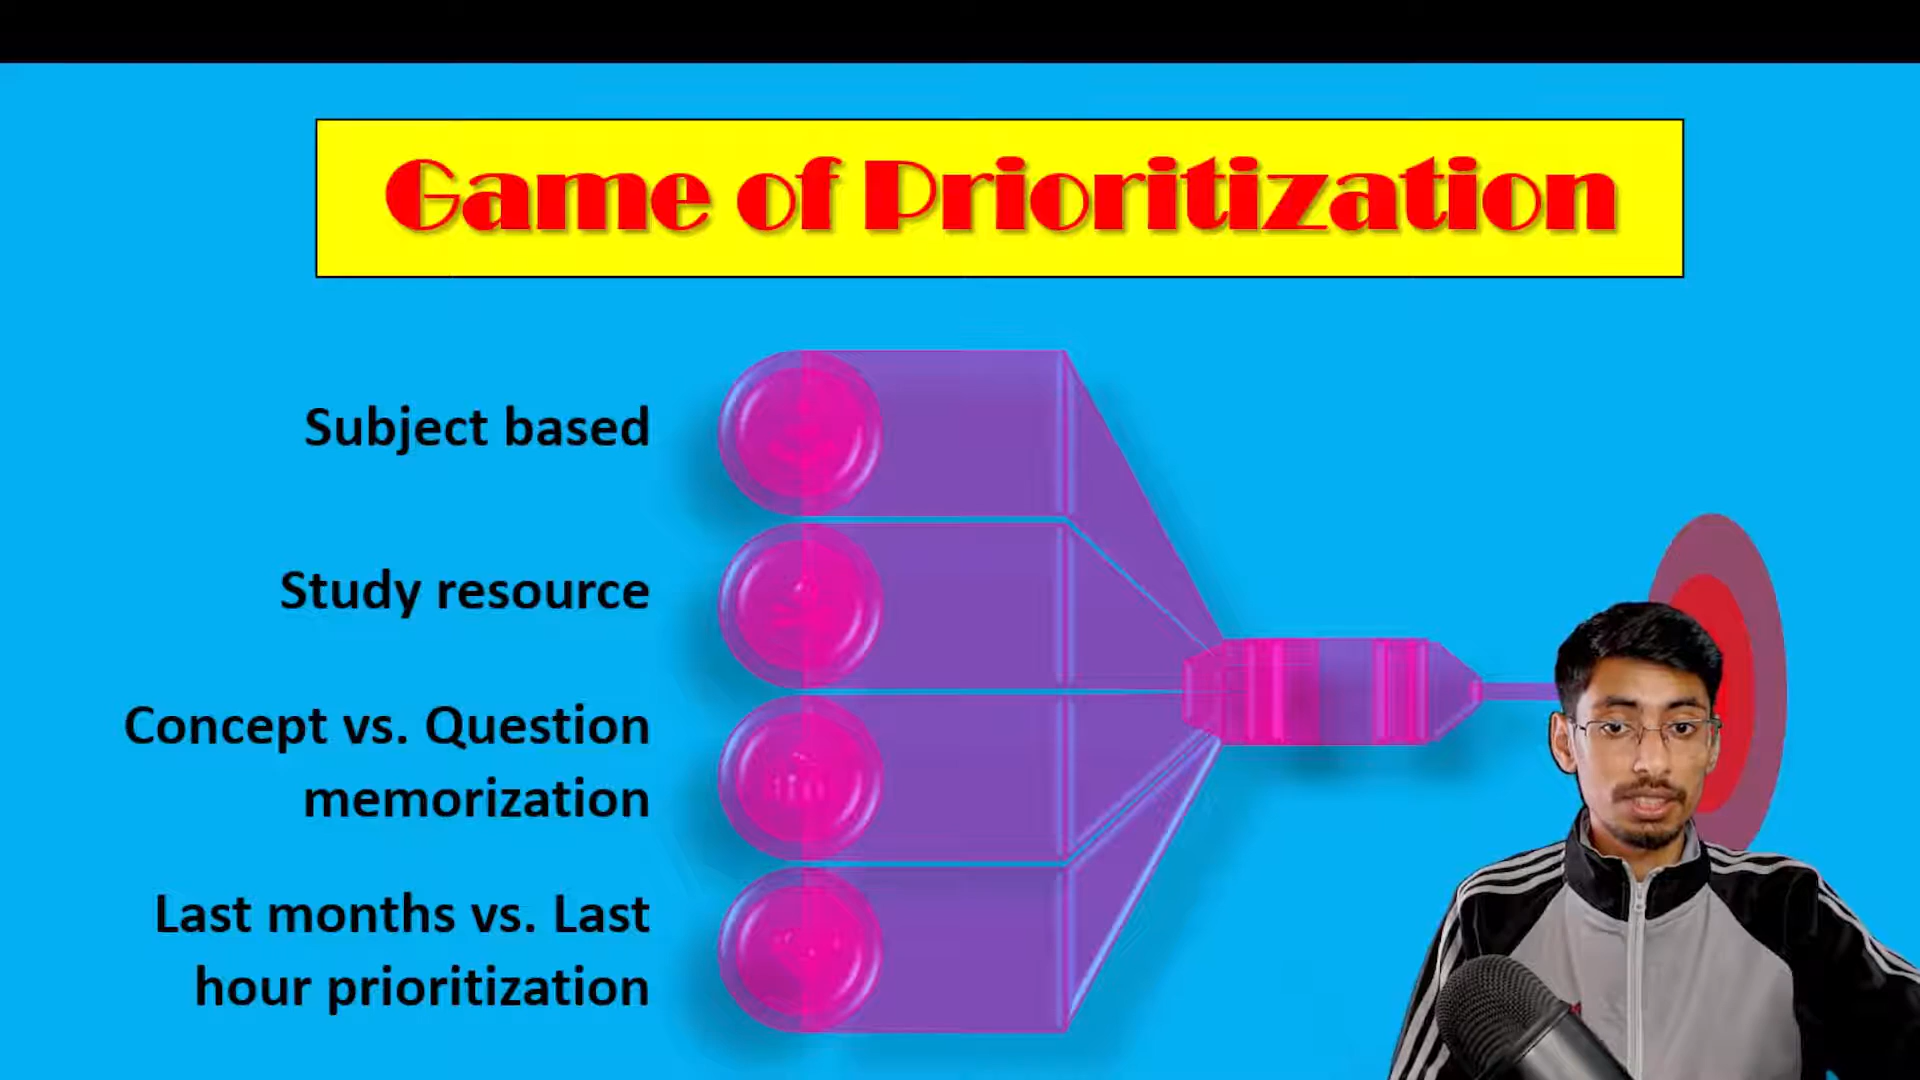 Game of Prioritization
Subject based
Study resource
Concept vs. Question
memorization
Last months vs. Last
hour prioritization